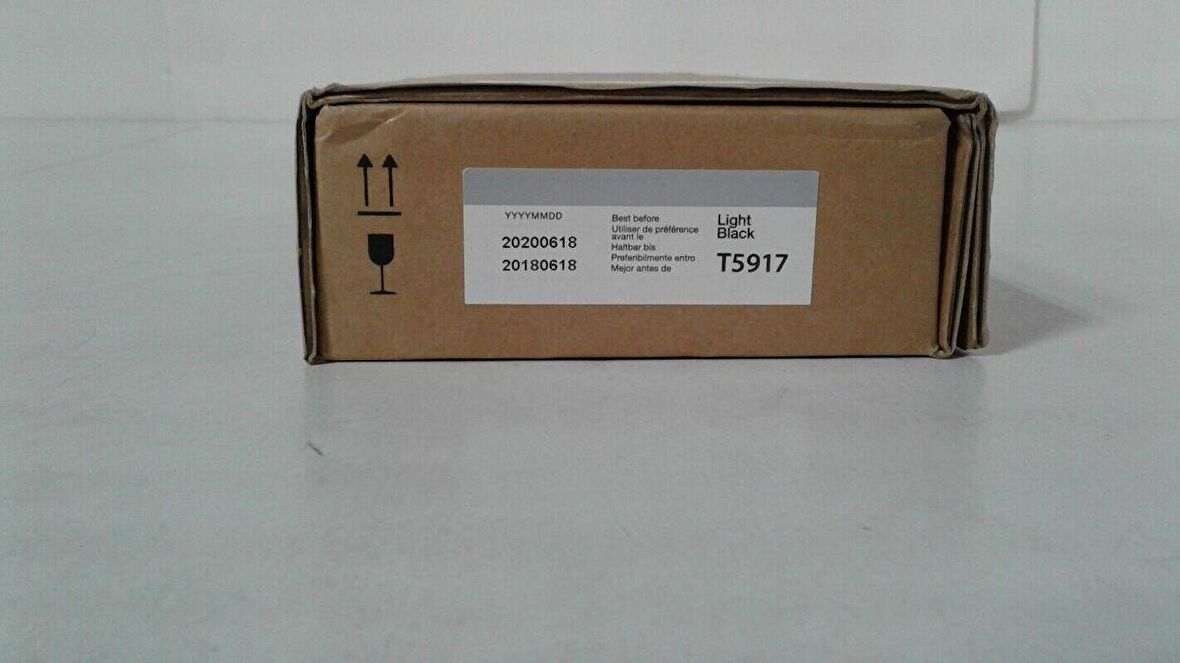 YYYYMMDD
20200618
20180618
Best before
Utiliser de préférence
avant le
Haltbar bis
Preferibilmente entro
Mejor antes de
Light
Black
T5917